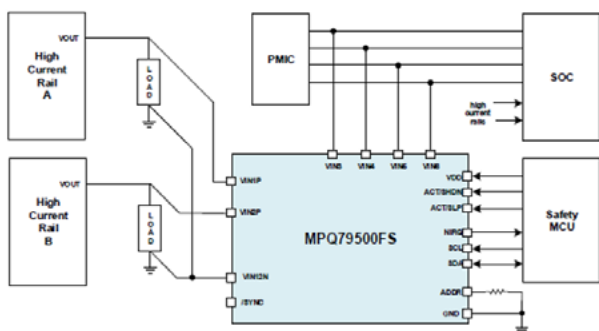 High
Current
Rail
A
VOUT
LOAD
PMIC
SOC
high
current
rails
High
Current
Rail
B
VOUT
LOAD
VIN3
VIN4
VIN5
VIN6
VIN1P
VIN2P
VIN12N
/SYNC
MPQ79500FS
ACT/SHDN
ACT/SLP
NIRQ
SCL
SDA
ADDR
GND
Safety
MCU